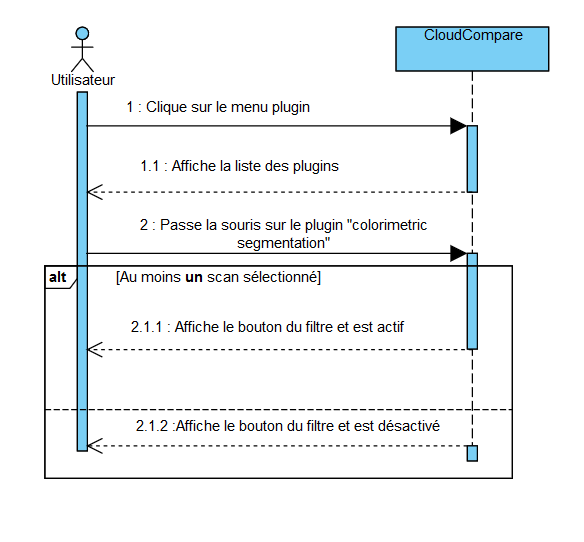 CloudCompare
Utilisateur
1 : Clique sur le menu plugin
1.1 : Affiche la liste des plugins
2 : Passe la souris sur le plugin "colorimetric
segmentation"
alt
[Au moins un scan sélectionné]
2.1.1 : Affiche le bouton du filtre et est actif
2.1.2 :Affiche le bouton du filtre et est désactivé